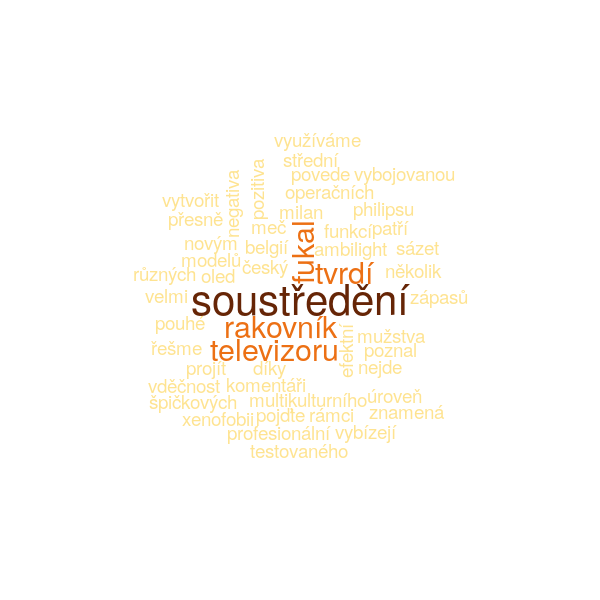 využíváme
střední
povede vybojovanou
negativa
pozitiva
operačních
vytvořit
milan
philipsu
přesně
meč
fukal
funkcí
patří
novým
belgií
ambilight
sázet
modelů
český
tvrdí
několik
různých
oled
velmi
soustředění
zápasů
pouhe
rakovník
efektní
mužstva
řešme
televizoru
poznal
projít
díky
nejde
vděčnost
komentáři
špičkových
multikulturního
úroveň
xenofobií
pojďte
rámci
znamená
profesionální
vybízejí
testovaného